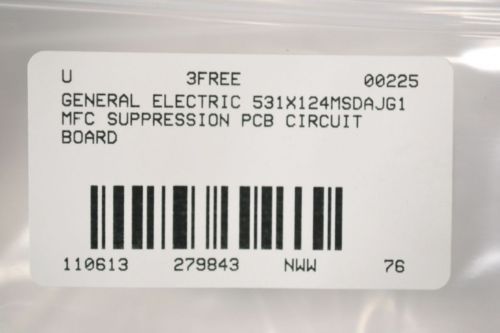 U 3FREE 00225
GENERAL ELECTRIC 531X124MSDAJG1
MFC SUPPRESSION PCB CIRCUIT
BOARD
110613 279843 NWW 76